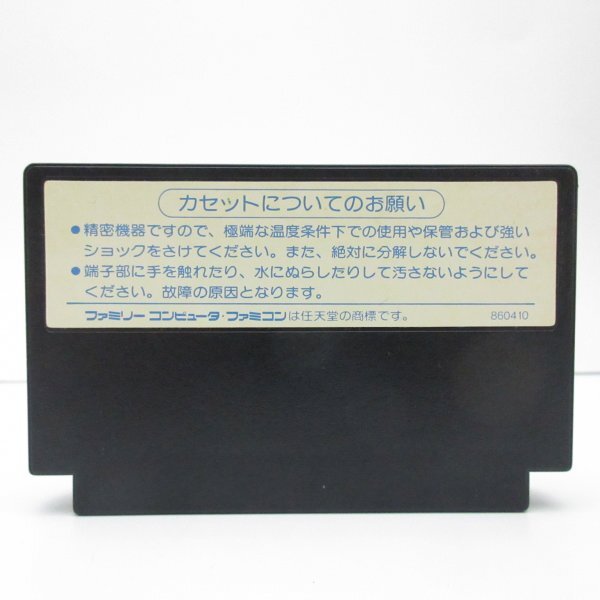 カセットについてのお願い
●精密機器ですので、極端な温度条件下での使用や保管および強い
ショックをさけてください。また、絶対に分解しないでください。
●端子部に手を触れたり、水にぬらしたりして汚さないようにして
ください。故障の原因となります。
ファミリーコンピュータ・ファミコンは任天堂の商標です。 860410